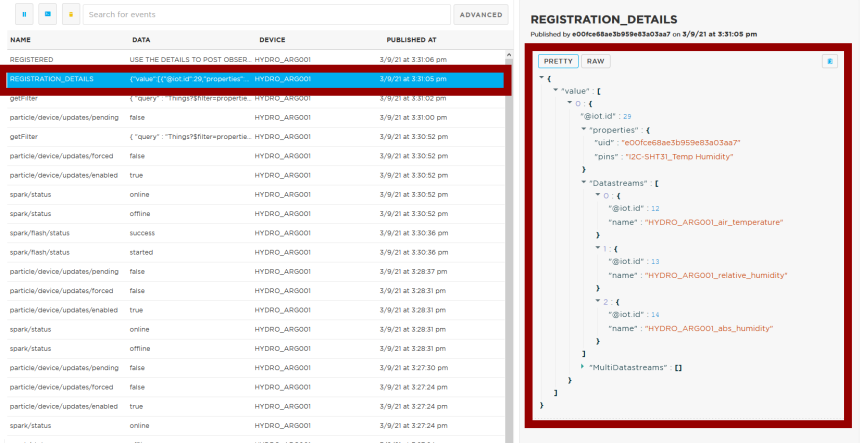 Search for events
ADVANCED
NAME DATA DEVICE PUBLISHED AT
REGISTERED USE THE DETAILS TO POST OBSER... HYDRO_ARG001 3/9/21 at 3:31:06 pm
REGISTRATION_DETAILS {"value":[{"@iot.id":29,"properties":... HYDRO_ARG001 3/9/21 at 3:31:05 pm
getFilter { "query" : "Things?$filter=propertie... HYDRO_ARG001 3/9/21 at 3:31:02 pm
particle/device/updates/pending false HYDRO_ARG001 3/9/21 at 3:31:00 pm
getFilter { "query" : "Things?$filter=propertie... HYDRO_ARG001 3/9/21 at 3:30:52 pm
particle/device/updates/forced false HYDRO_ARG001 3/9/21 at 3:30:52 pm
particle/device/updates/enabled true HYDRO_ARG001 3/9/21 at 3:30:52 pm
spark/status online HYDRO_ARG001 3/9/21 at 3:30:52 pm
spark/status offline HYDRO_ARG001 3/9/21 at 3:30:52 pm
spark/flash/status success HYDRO_ARG001 3/9/21 at 3:30:36 pm
spark/flash/status started HYDRO_ARG001 3/9/21 at 3:30:36 pm
particle/device/updates/pending false HYDRO_ARG001 3/9/21 at 3:28:37 pm
particle/device/updates/forced false HYDRO_ARG001 3/9/21 at 3:28:31 pm
particle/device/updates/enabled true HYDRO_ARG001 3/9/21 at 3:28:31 pm
spark/status online HYDRO_ARG001 3/9/21 at 3:28:31 pm
spark/status offline HYDRO_ARG001 3/9/21 at 3:28:31 pm
particle/device/updates/pending false HYDRO_ARG001 3/9/21 at 3:27:30 pm
particle/device/updates/forced false HYDRO_ARG001 3/9/21 at 3:27:24 pm
particle/device/updates/enabled true HYDRO_ARG001 3/9/21 at 3:27:24 pm
spark/status online HYDRO_ARG001 3/9/21 at 3:27:24 pm
REGISTRATION_DETAILS
Published by e00fce68ae3b959e83a03aa7 on 3/9/21 at 3:31:05 pm
PRETTY RAW
{
"value" : [
0 : {
"@iot.id" : 29
"properties" : {
"uid" : "e00fce68ae3b959e83a03aa7"
"pins" : "I2C-SHT31_Temp Humidity"
}
"Datastreams" : [
0 : {
"@iot.id" : 12
"name" : "HYDRO_ARG001_air_temperature"
}
1 : {
"@iot.id" : 13
"name" : "HYDRO_ARG001_relative_humidity"
}
2 : {
"@iot.id" : 14
"name" : "HYDRO_ARG001_abs_humidity"
}
]
"MultiDatastreams" : []
}
]
}